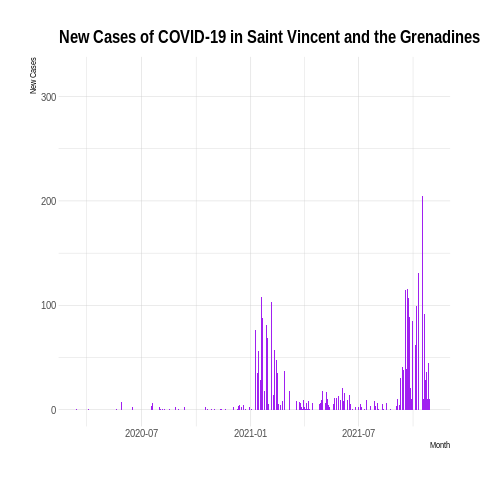 New Cases of COVID-19 in Saint Vincent and the Grenadines
New Cases
300
200
100
0
2020-07 2021-01 2021-07
Month